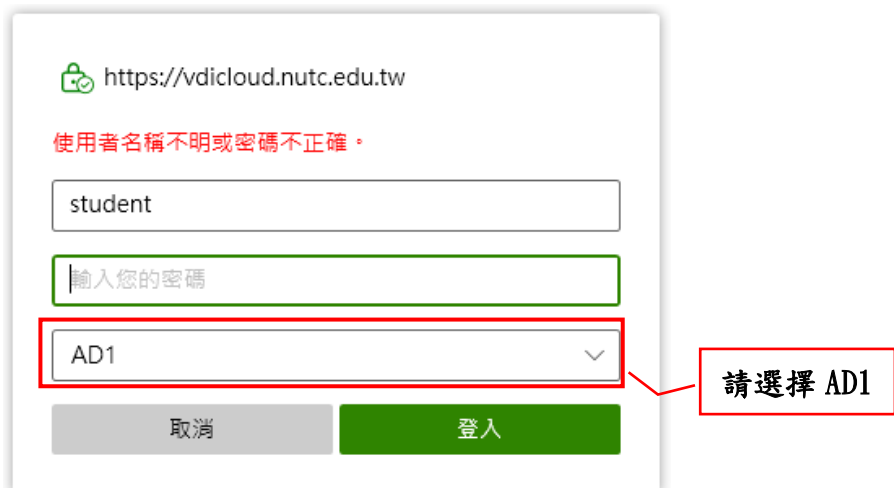 https://vdicloud.nutc.edu.tw
使用者名稱不明或密碼不正確。
student
輸入您的密碼
AD1
請選擇 AD1
取消
登入